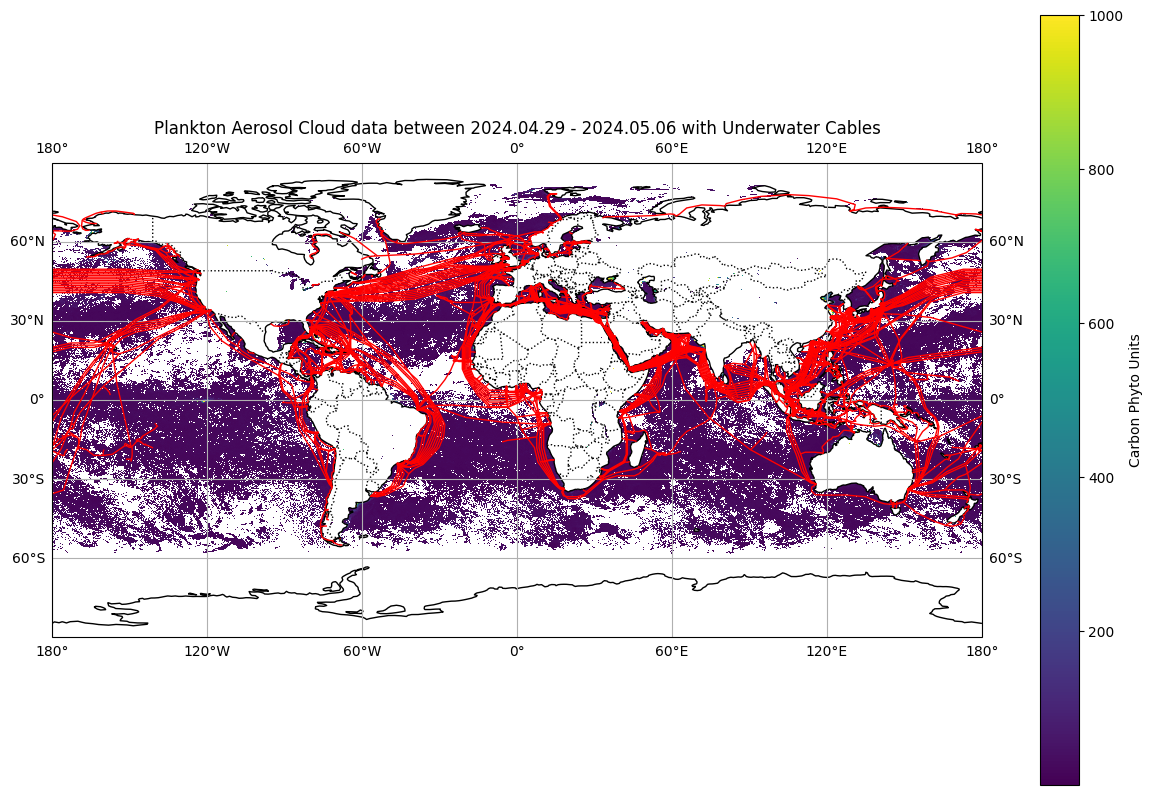 Plankton Aerosol Cloud data between 2024.04.29 - 2024.05.06 with Underwater Cables
180° 120°W 60°W 0° 60°E 120°E 180°
60°N 60°N
30°N 30°N
0° 0°
30°S 30°S
60°S 60°S
180° 120°W 60°W 0° 60°E 120°E 180°
1000
800
600
400
200
Carbon Phyto Units